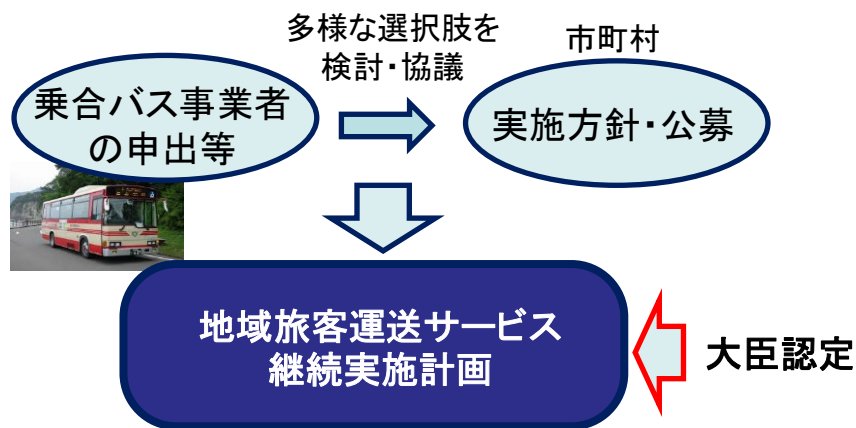 多様な選択肢を
検討・協議
市町村
乗合バス事業者
の申出等
実施方針・公募
地域旅客運送サービス
継続実施計画
大臣認定